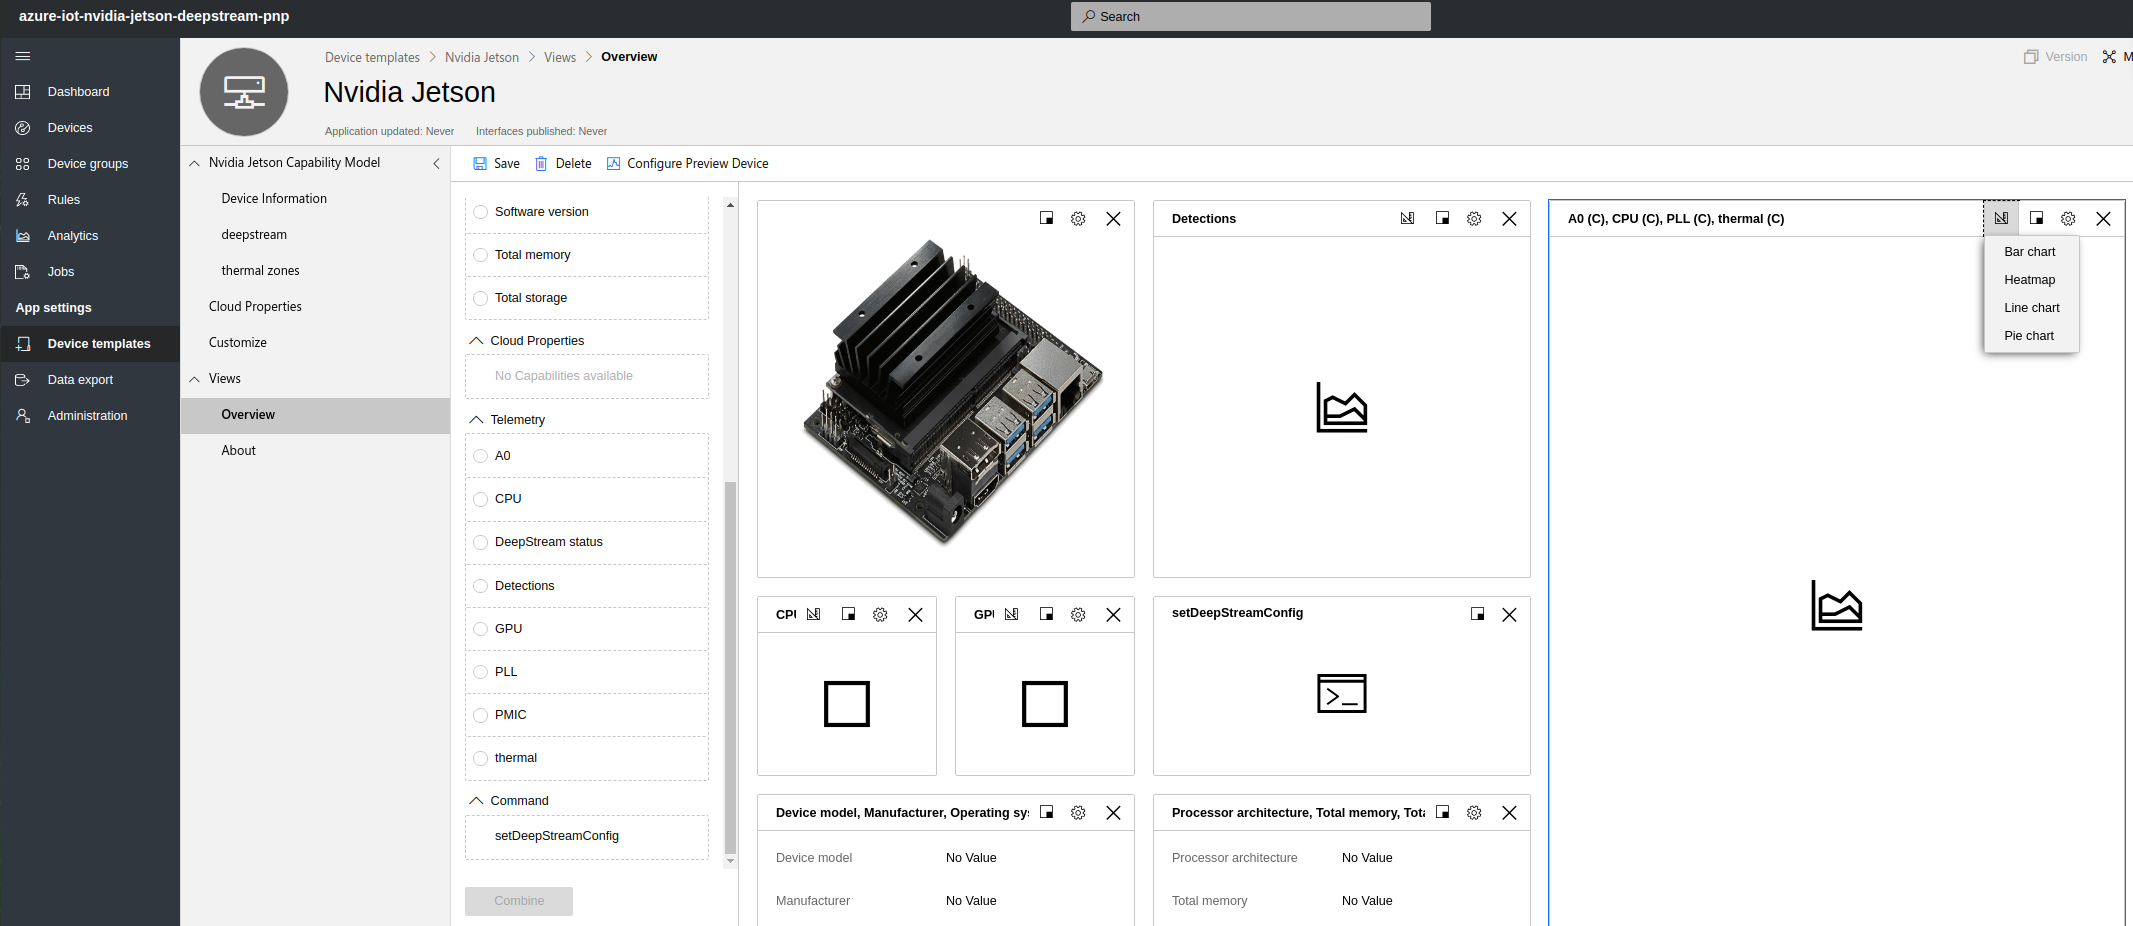 azure-iot-nvidia-jetson-deepstream-pnp
Search
Dashboard
Devices
Device groups
Rules
Analytics
Jobs
App settings
Device templates
Data export
Administration
Device templates > Nvidia Jetson > Views > Overview
Nvidia Jetson
Application updated: Never
Interfaces published: Never
Version
M
Nvidia Jetson Capability Model
Device Information
deepstream
thermal zones
Cloud Properties
Customize
Views
Overview
About
Save
Delete
Configure Preview Device
Software version
Total memory
Total storage
Cloud Properties
No Capabilities available
Telemetry
A0
CPU
DeepStream status
Detections
GPU
PLL
PMIC
thermal
Command
setDeepStreamConfig
Combine
Detections
A0 (C), CPU (C), PLL (C), thermal (C)
Bar chart
Heatmap
Line chart
Pie chart
CPU
GPU
setDeepStreamConfig
Device model, Manufacturer, Operating sy
Device model No Value
Manufacturer No Value
Processor architecture, Total memory, Tota
Processor architecture No Value
Total memory No Value